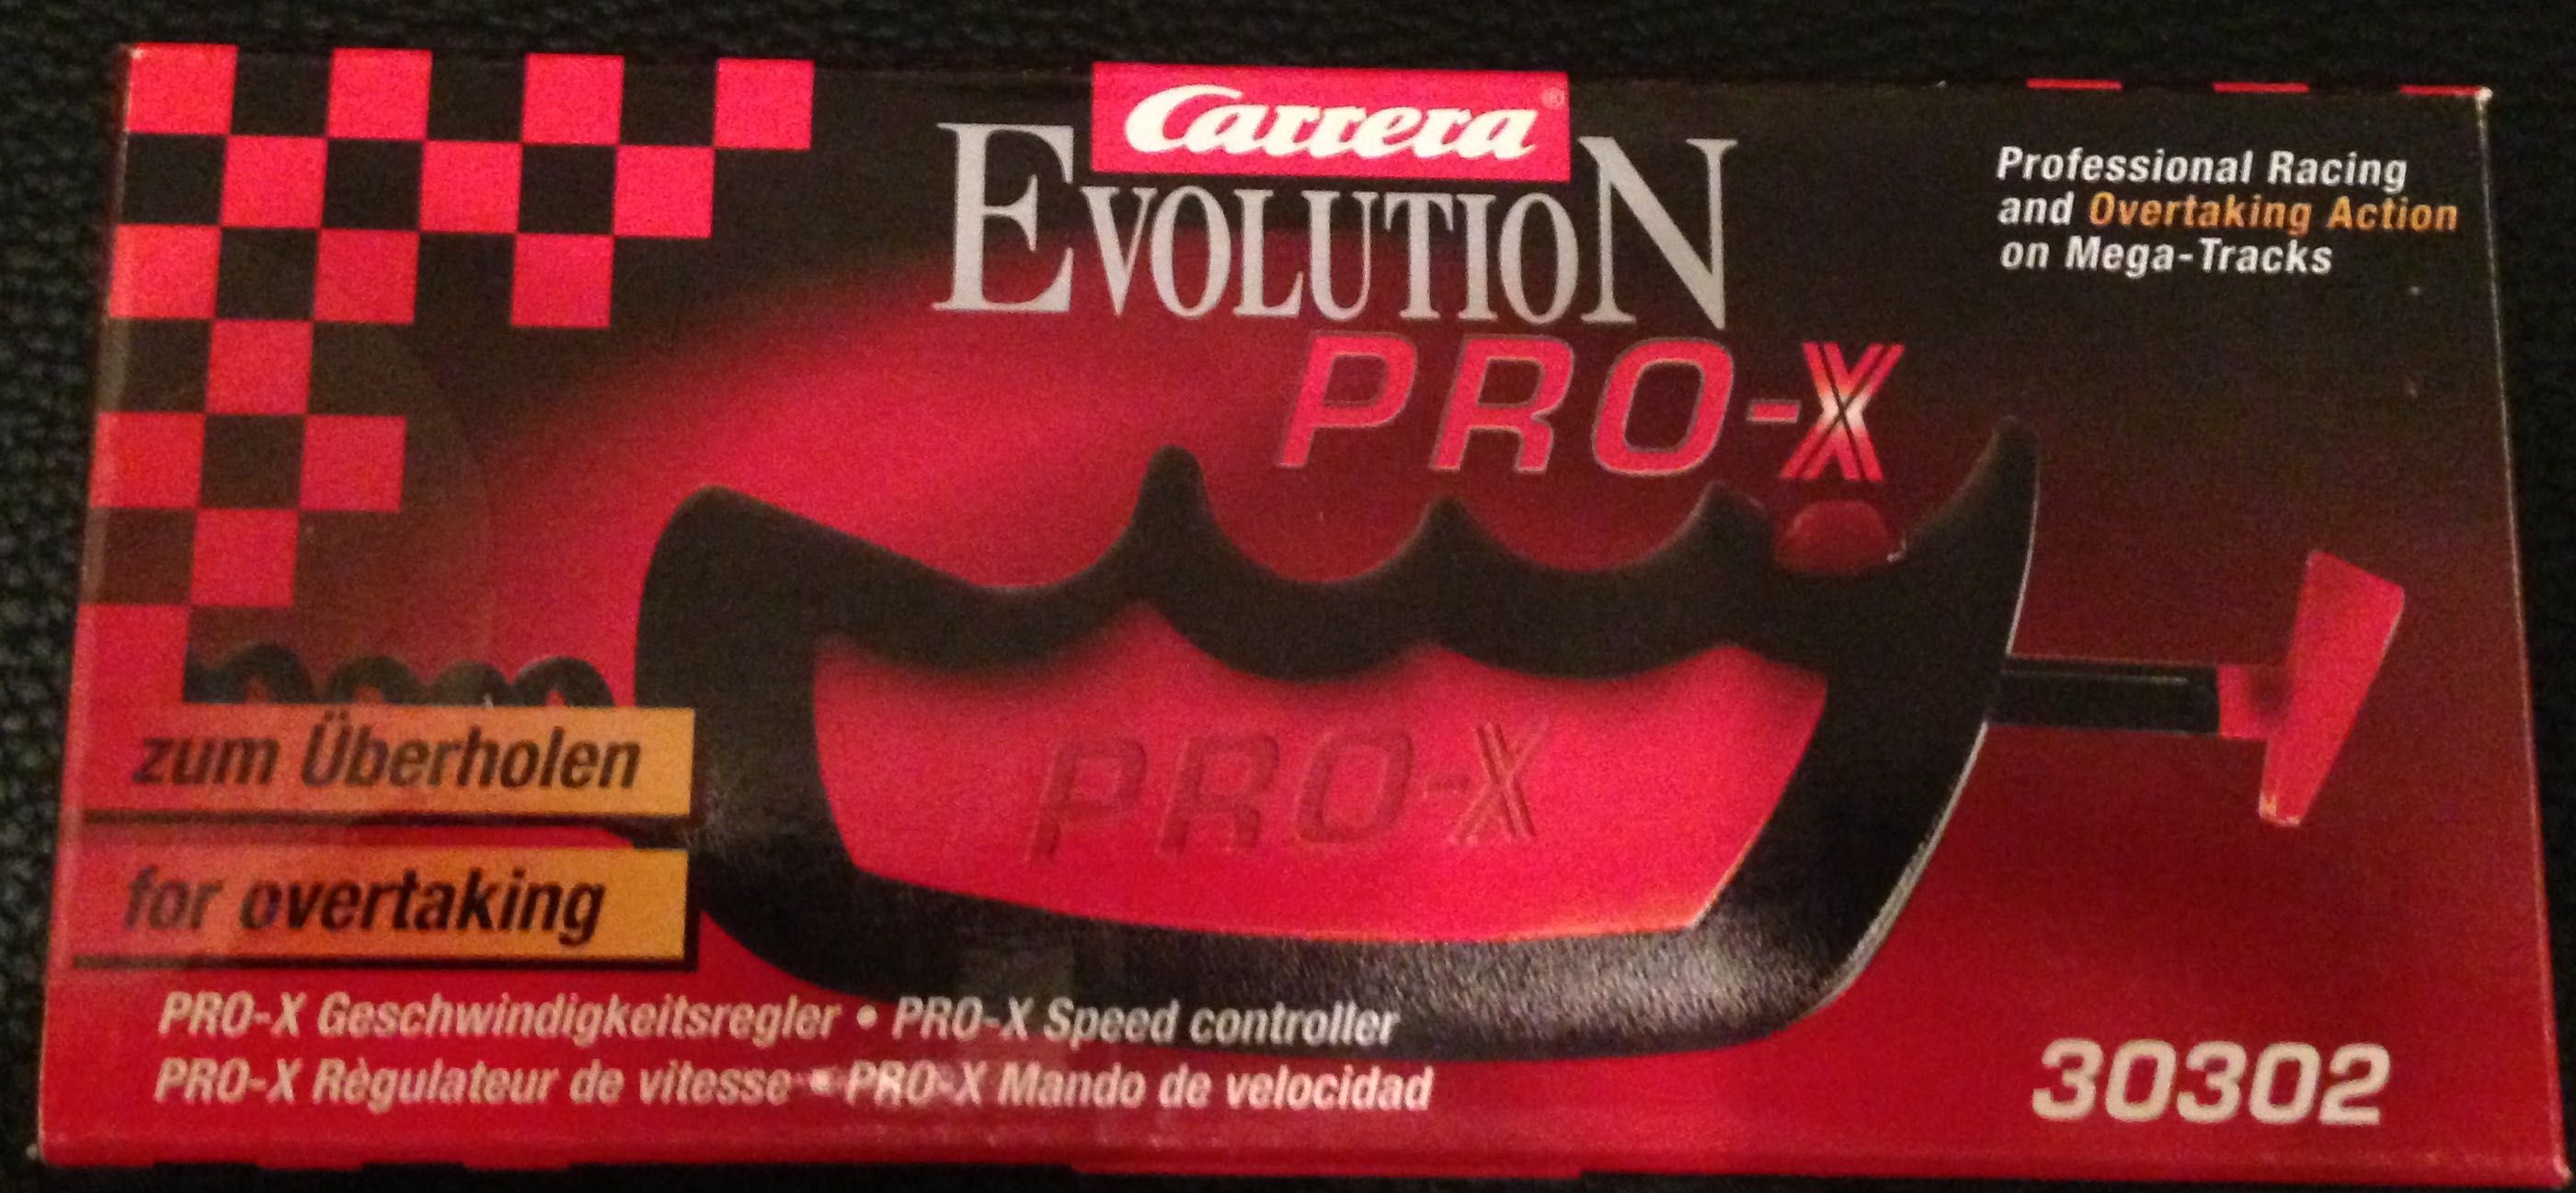 Carrera®
EVOLUTION
PRO-X
Professional Racing
and Overtaking Action
on Mega-Tracks
PRO-X
zum Überholen
for overtaking
PRO-X Geschwindigkeitsregler • PRO-X Speed controller
PRO-X Règulateur de vitesse • PRO-X Mando de velocidad
30302